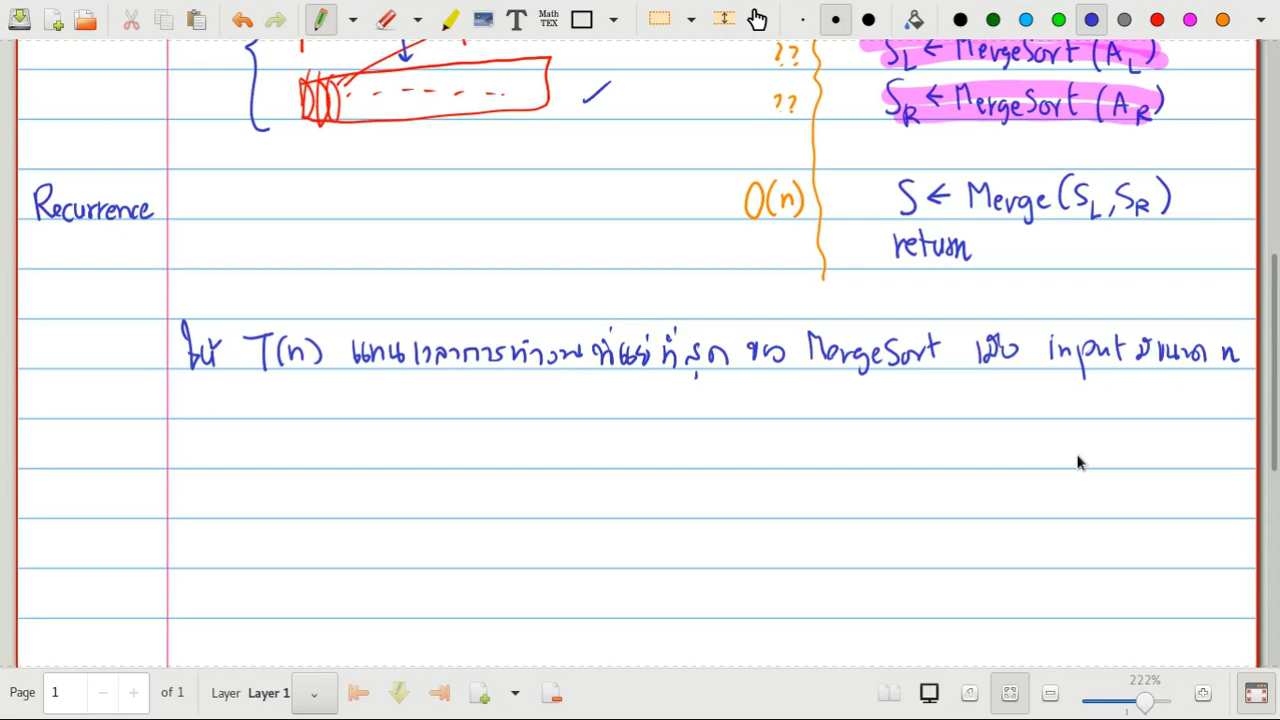 Math
TEX
S_L ← MergeSort (A_L)
??
S_R ← MergeSort (A_R)
??
Recurrence
O(n)
S ← Merge(S_L, S_R)
return
ให้ T(n) แทนเวลาการทำงานที่แย่ที่สุด ของ MergeSort เมื่อ input มีขนาด n
222%
Page 1 of 1 Layer Layer 1